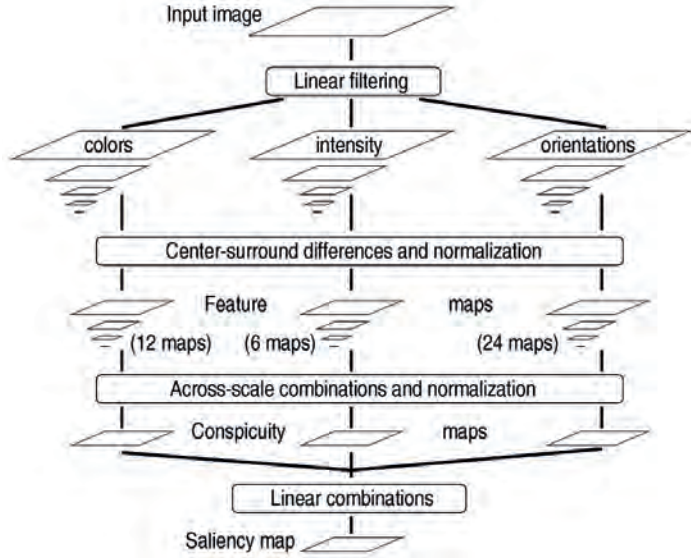 Input image
Linear filtering
colors intensity orientations
Center-surround differences and normalization
Feature maps
(12 maps) (6 maps) (24 maps)
Across-scale combinations and normalization
Conspicuity maps
Linear combinations
Saliency map